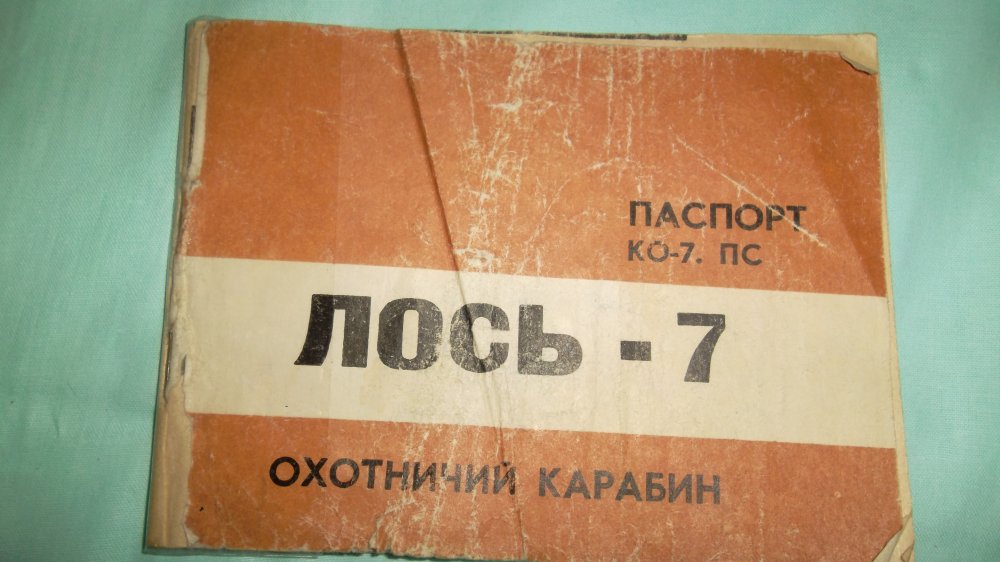 ПАСПОРТ
КО-7. ПС
ЛОСЬ - 7
ОХОТНИЧИЙ КАРАБИН